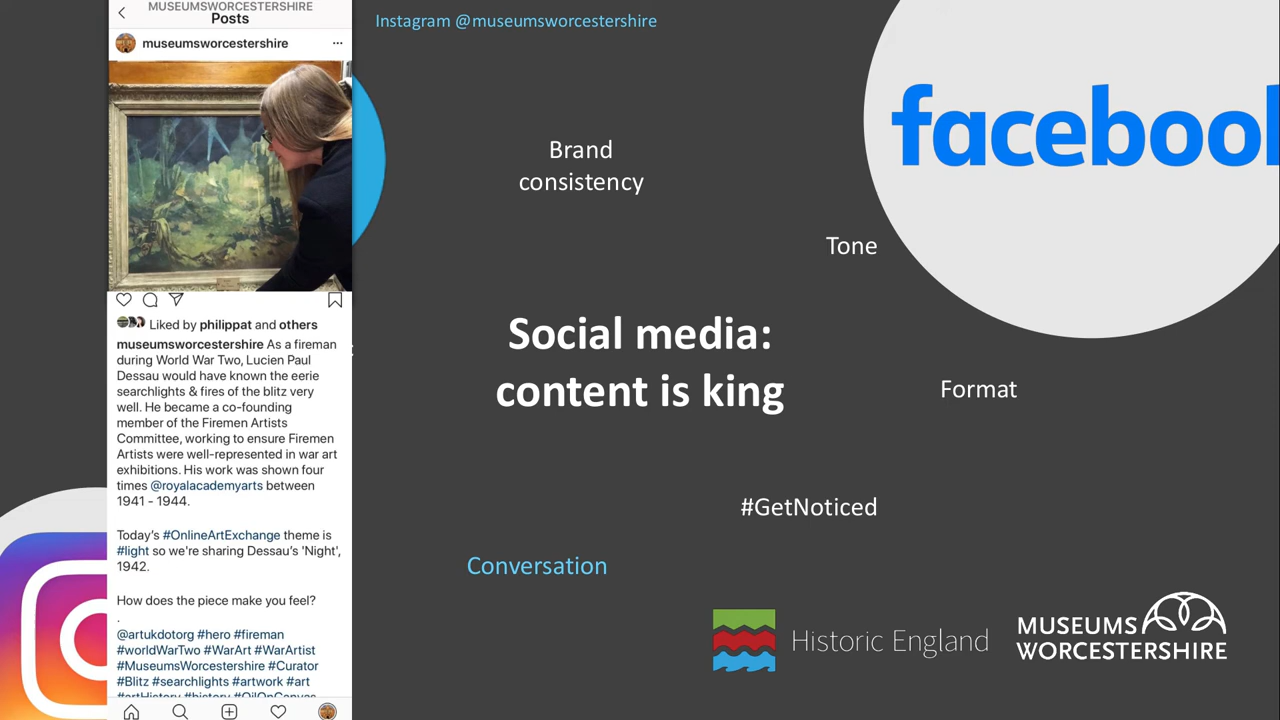 MUSEUMSWORCESTERSHIRE
Posts
museumsworcestershire
Liked by philippat and others
museumsworcestershire As a fireman
during World War Two, Lucien Paul
Dessau would have known the eerie
searchlights & fires of the blitz very
well. He became a co-founding
member of the Firemen Artists
Committee, working to ensure Firemen
Artists were well-represented in war art
exhibitions. His work was shown four
times @royalacademyarts between
1941 - 1944.
Today's #OnlineArtExchange theme is
#light so we're sharing Dessau's 'Night',
1942.
How does the piece make you feel?
.
@artukdotorg #hero #fireman
#worldWarTwo #WarArt #WarArtist
#MuseumsWorcestershire #Curator
#Blitz #searchlights #artwork #art
#artHistory #history #OilOnCanvas
Instagram @museumsworcestershire
facebook
Brand
consistency
Tone
Social media:
content is king
Format
#GetNoticed
Conversation
Historic England
MUSEUMS
WORCESTERSHIRE